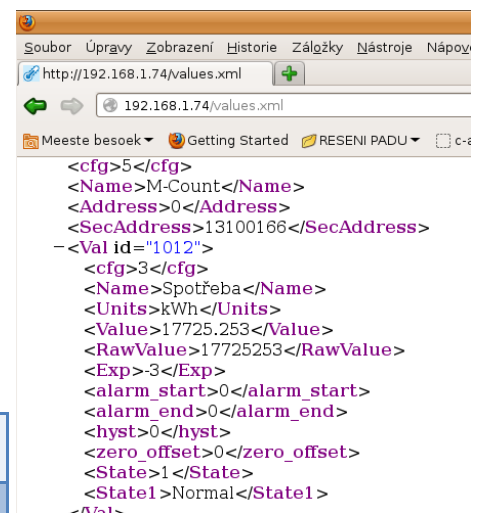 Soubor Úpravy Zobrazení Historie Záložky Nástroje
http://192.168.1.74/values.xml
192.168.1.74/values.xml
Meeste besoek Getting Started RESENI PADU
<cfg>5</cfg>
<Name>M-Count</Name>
<Address>0</Address>
<SecAddress>13100166</SecAddress>
−<Val id="1012">
<cfg>3</cfg>
<Name>Spotřeba</Name>
<Units>kWh</Units>
<Value>17725.253</Value>
<RawValue>17725253</RawValue>
<Exp>-3</Exp>
<alarm_start>0</alarm_start>
<alarm_end>0</alarm_end>
<hyst>0</hyst>
<zero_offset>0</zero_offset>
<State>1</State>
<State1>Normal</State1>
</Val>